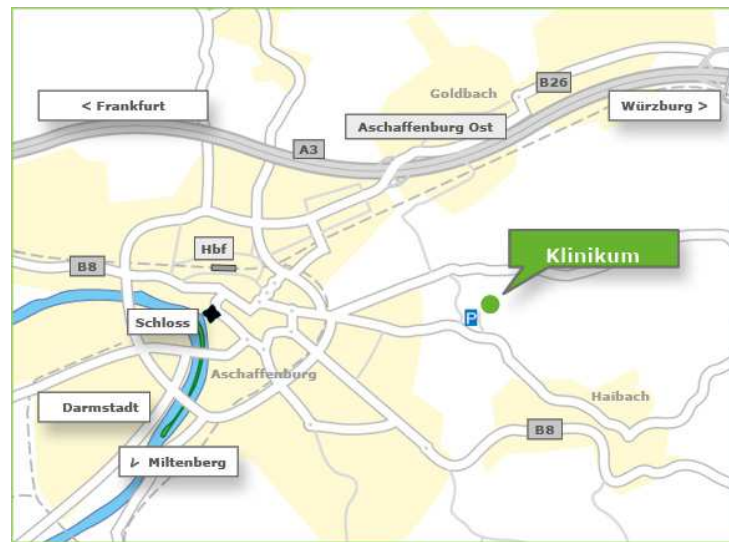 Goldbach
B26
< Frankfurt
Würzburg >
Aschaffenburg Ost
A3
Hbf
Klinikum
B8
P
Schloss
Aschaffenburg
Haibach
Darmstadt
B8
< Miltenberg